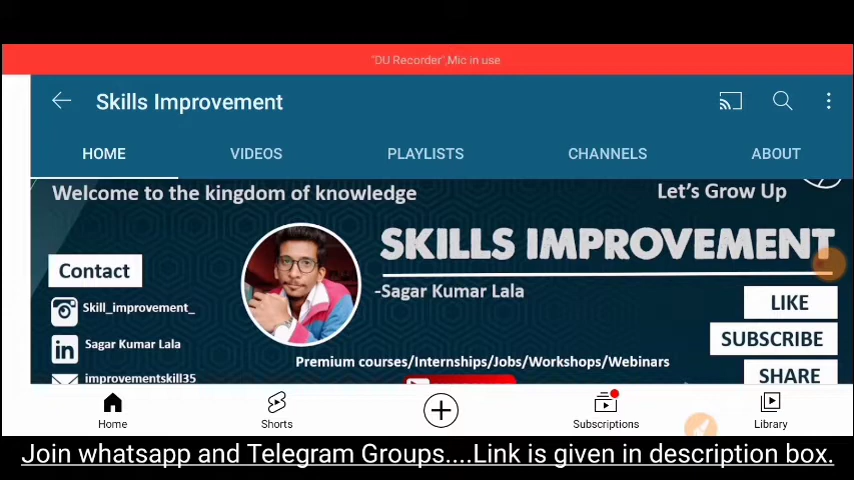 "DU Recorder",Mic in use
Skills Improvement
HOME VIDEOS PLAYLISTS CHANNELS ABOUT
Welcome to the kingdom of knowledge
Let's Grow Up
SKILLS IMPROVEMENT
-Sagar Kumar Lala
Contact
Skill_improvement_
Sagar Kumar Lala
improvementskill35
LIKE
SUBSCRIBE
SHARE
Premium courses/Internships/Jobs/Workshops/Webinars
Home Shorts Subscriptions Library
Join whatsapp and Telegram Groups....Link is given in description box.